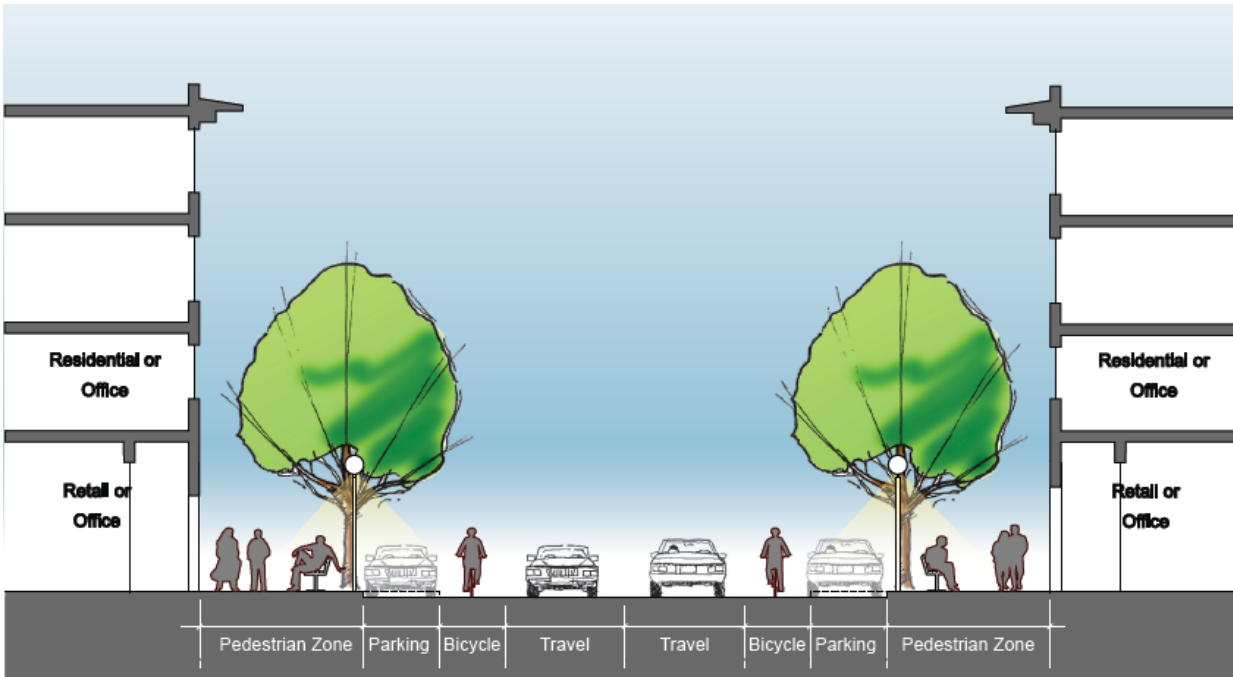 Residential or
Office
Residential or
Office
Retail or
Office
Retail or
Office
Pedestrian Zone
Parking
Bicycle
Travel
Travel
Bicycle
Parking
Pedestrian Zone